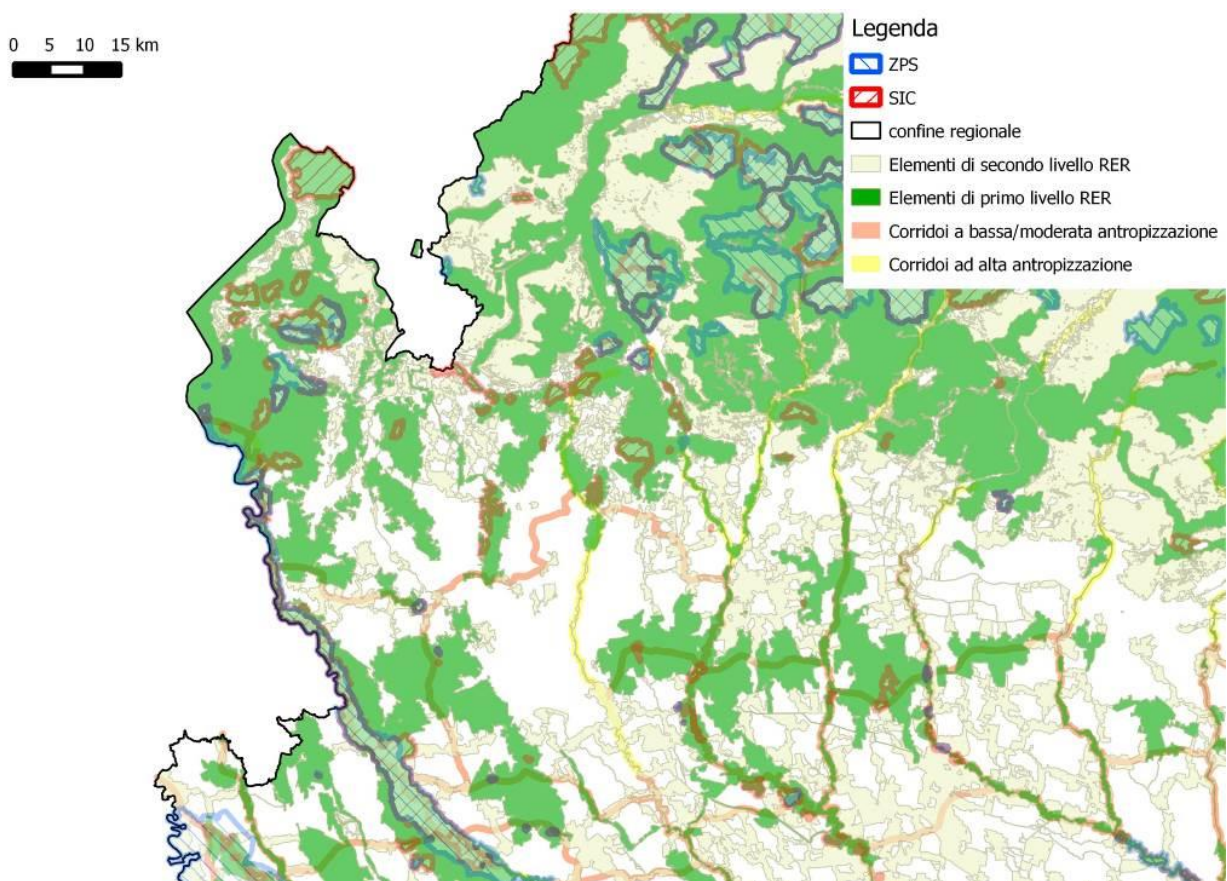 0 5 10 15 km
Legenda
ZPS
SIC
confine regionale
Elementi di secondo livello RER
Elementi di primo livello RER
Corridoi a bassa/moderata antropizzazione
Corridoi ad alta antropizzazione